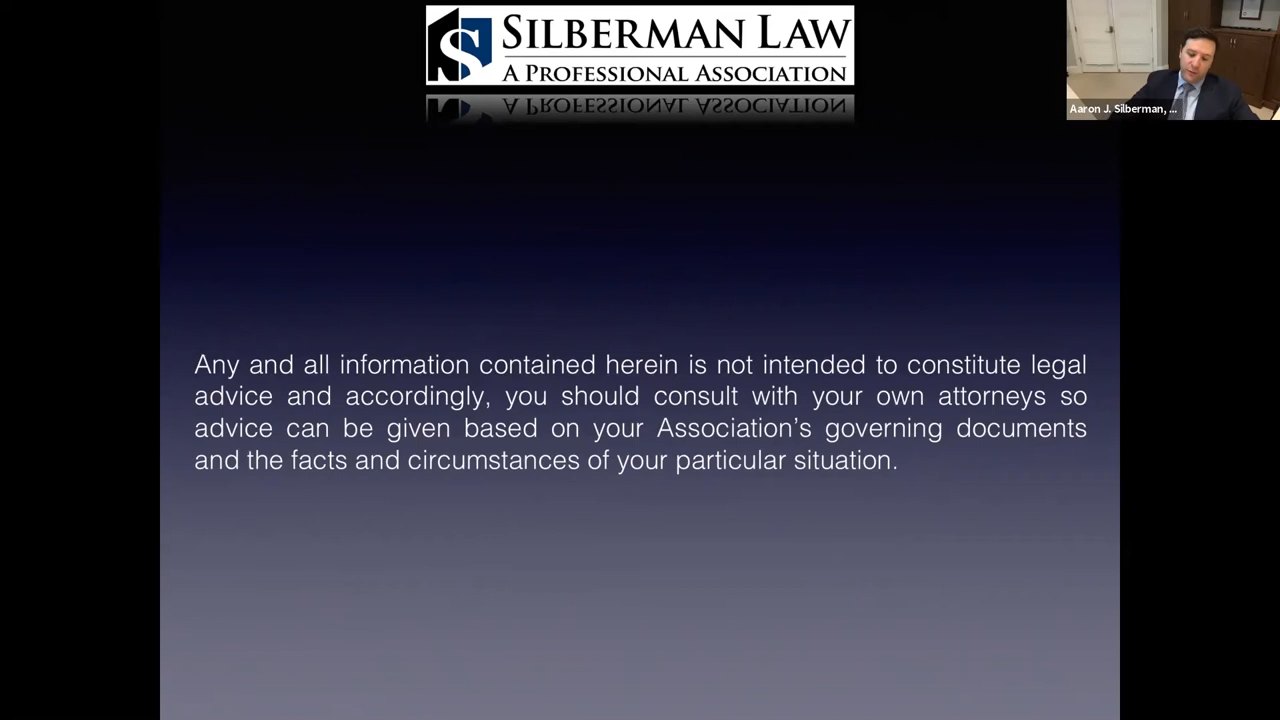 SILBERMAN LAW
A PROFESSIONAL ASSOCIATION
A PROFESSIONAL ASSOCIATION
Aaron J. Silberman, ...
Any and all information contained herein is not intended to constitute legal
advice and accordingly, you should consult with your own attorneys so
advice can be given based on your Association's governing documents
and the facts and circumstances of your particular situation.